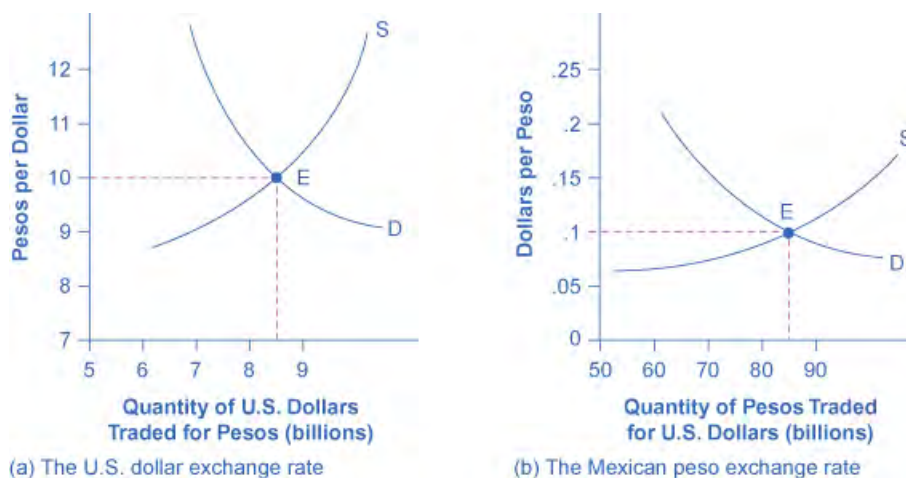 Pesos per Dollar
12
11
10
9
8
7
S
E
D
5 6 7 8 9
Quantity of U.S. Dollars
Traded for Pesos (billions)
(a) The U.S. dollar exchange rate
Dollars per Peso
.25
.2
.15
.1
.05
0
S
E
D
50 60 70 80 90
Quantity of Pesos Traded
for U.S. Dollars (billions)
(b) The Mexican peso exchange rate